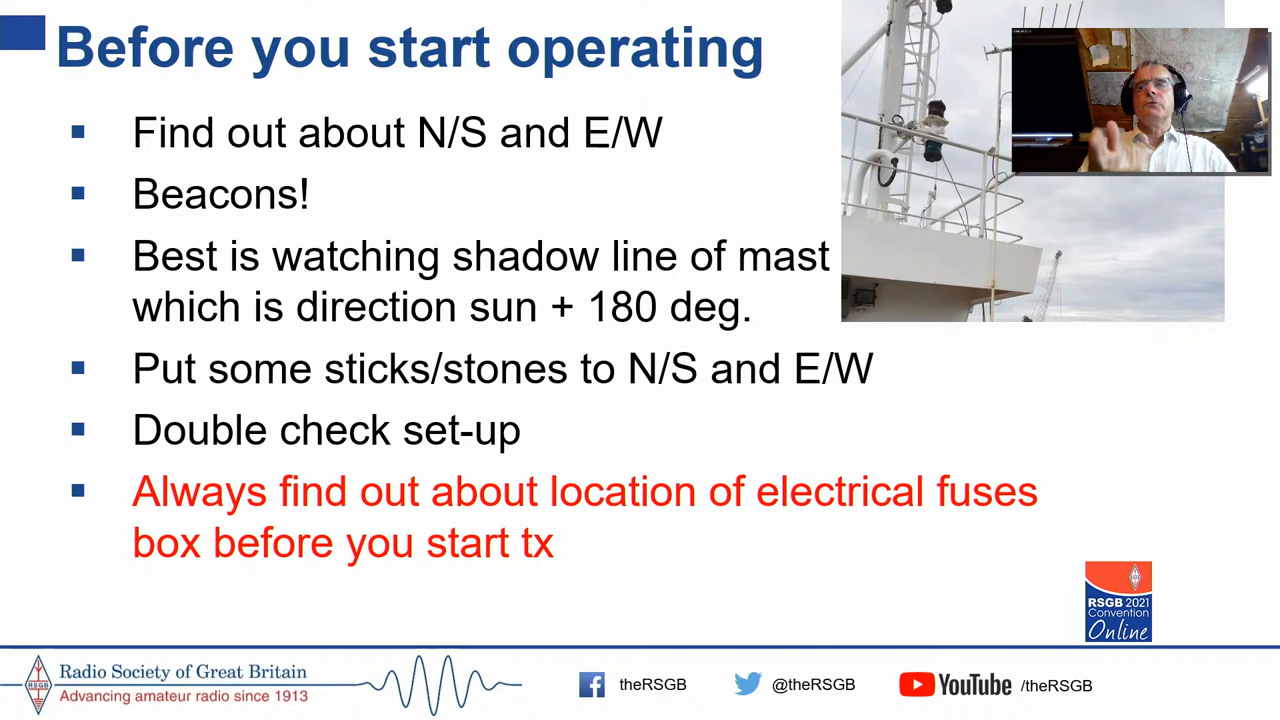 Before you start operating
Find out about N/S and E/W
Beacons!
Best is watching shadow line of mast
which is direction sun + 180 deg.
Put some sticks/stones to N/S and E/W
Double check set-up
Always find out about location of electrical fuses
box before you start tx
RSGB 2021
Convention
Online
RSGB
Radio Society of Great Britain
Advancing amateur radio since 1913
theRSGB
@theRSGB
YouTube /theRSGB